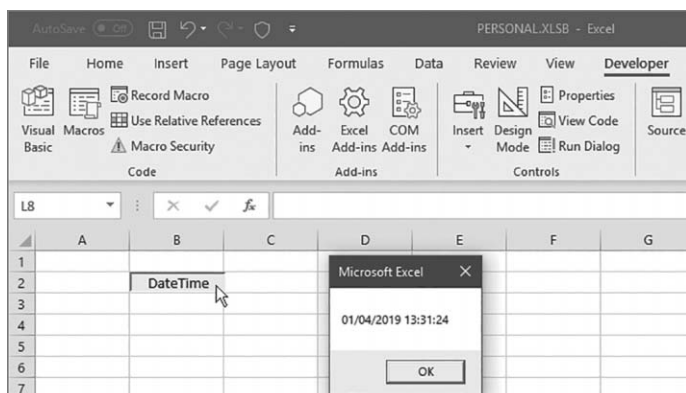 AutoSave Off PERSONAL.XLSB - Excel
File Home Insert Page Layout Formulas Data Review View Developer
Visual Basic
Macros
Record Macro
Use Relative References
Macro Security
Code
Add-ins
Excel Add-ins
COM Add-ins
Add-ins
Insert
Design Mode
Properties
View Code
Run Dialog
Controls
Source
L8 fx
A B C D E F G
1
2 DateTime
3
4
5
6
7
Microsoft Excel
01/04/2019 13:31:24
OK